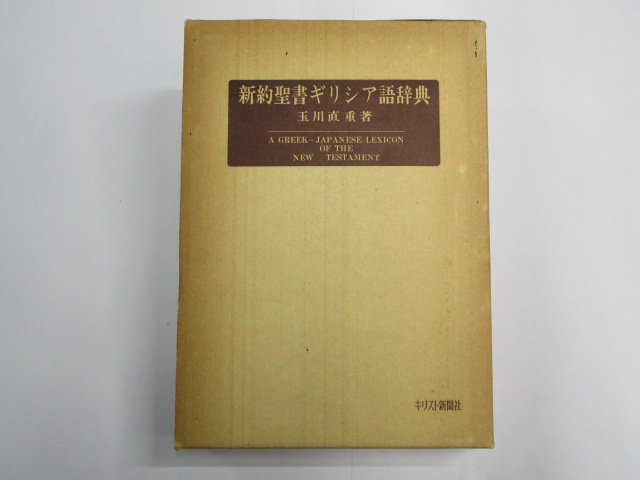 新約聖書ギリシア語辞典
玉川直重著
A GREEK-JAPANESE LEXICON
OF THE
NEW TESTAMENT
キリスト新聞社